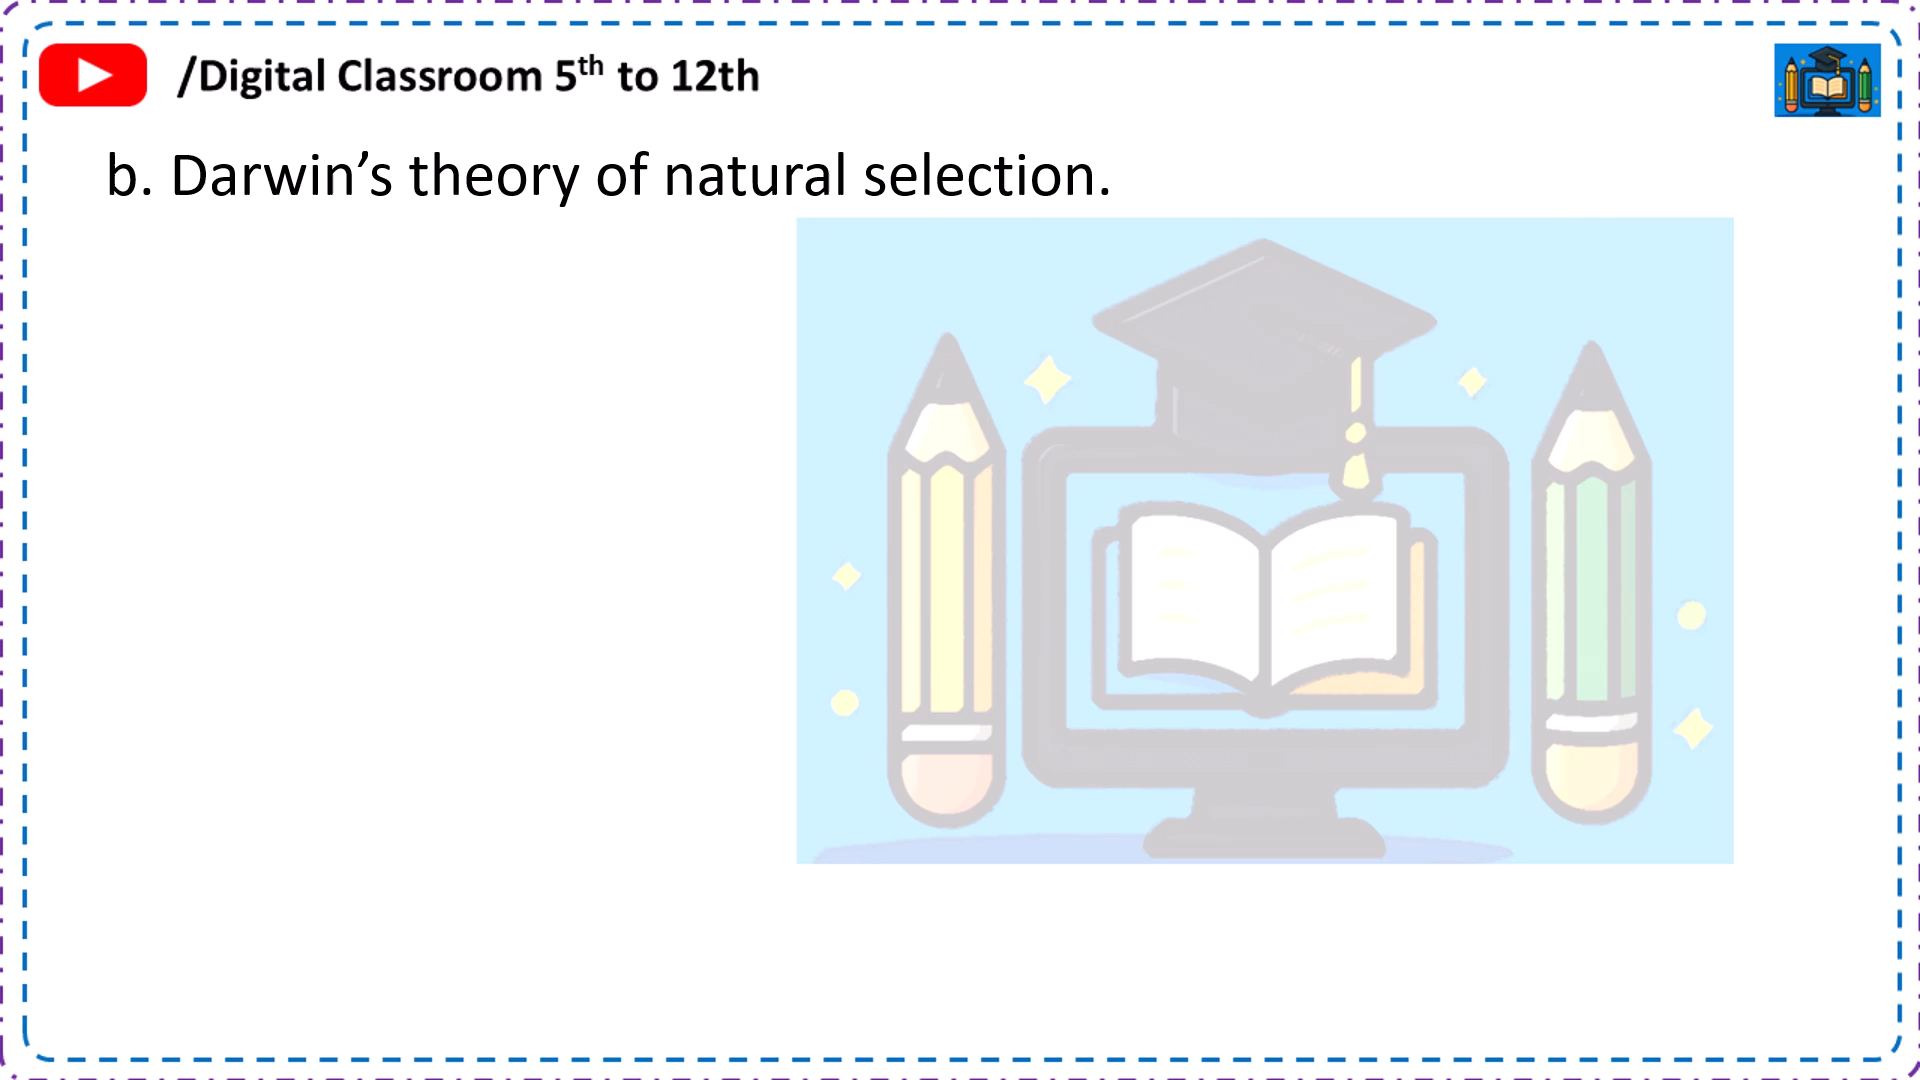 /Digital Classroom 5th to 12th
b. Darwin’s theory of natural selection.